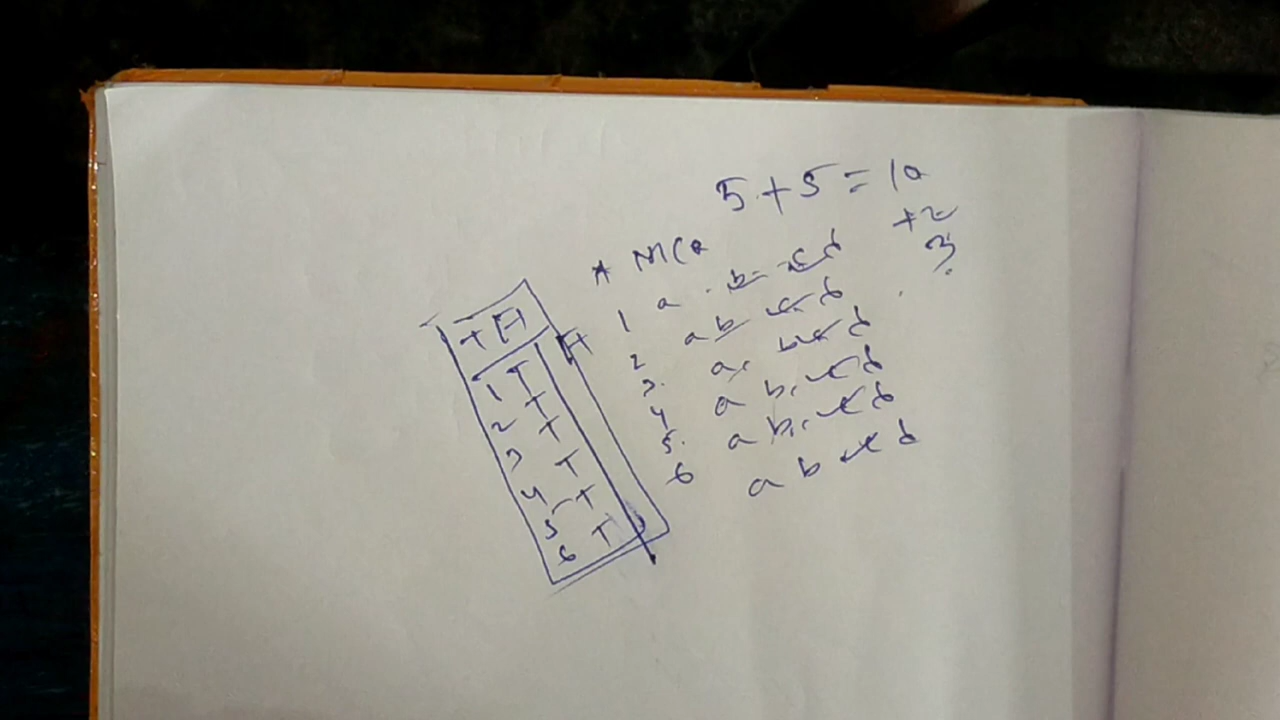 5+5=10
+2
3
* MCQ
1 a b c d
2 a b c d
3. a b c d
4 a b c d
5. a b c d
6 a b c d
1 T
2 T
3 T
4 T
5 T
6 T